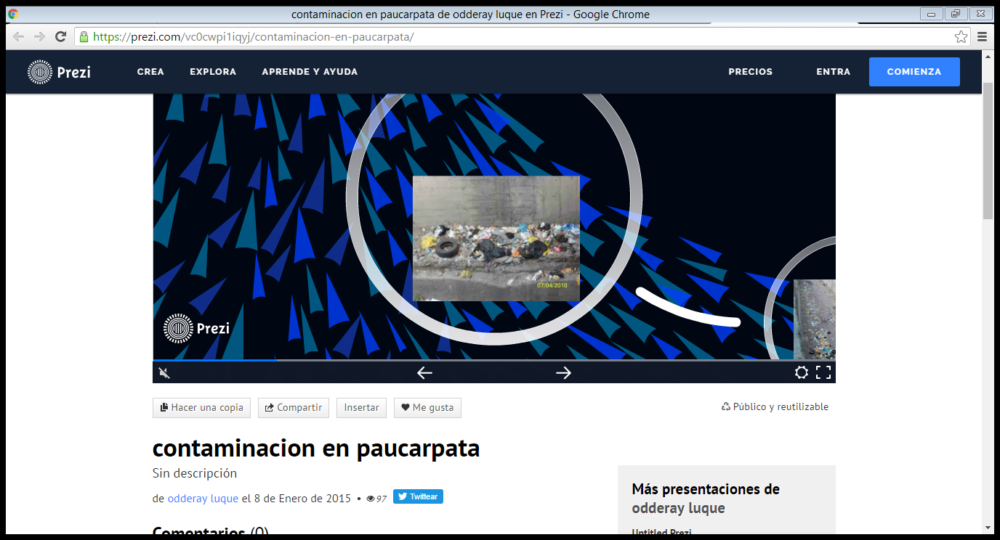 contaminacion en paucarpata de odderay luque en Prezi - Google Chrome
https://prezi.com/vc0cwpi1iqyj/contaminacion-en-paucarpata/
Prezi CREA EXPLORA APRENDE Y AYUDA PRECIOS ENTRA COMIENZA
07/04/2010
Prezi
Hacer una copia Compartir Insertar Me gusta Público y reutilizable
contaminacion en paucarpata
Sin descripción
de odderay luque el 8 de Enero de 2015 • 97 Twittear
Más presentaciones de
odderay luque
Comentarios (0)
Untitled Prezi